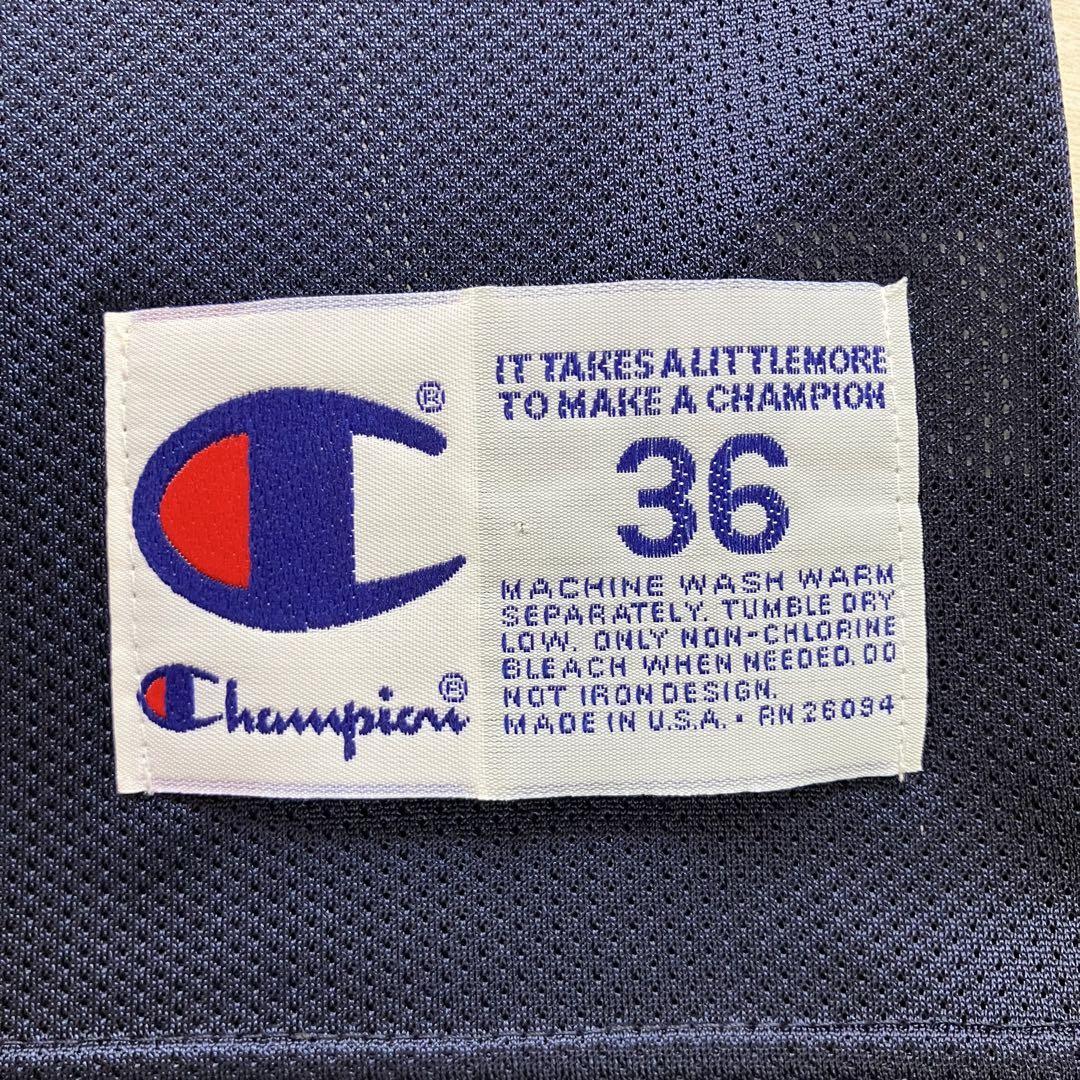 ®
Champion®
IT TAKES A LITTLE MORE
TO MAKE A CHAMPION
36
MACHINE WASH WARM
SEPARATELY. TUMBLE DRY
LOW. ONLY NON-CHLORINE
BLEACH WHEN NEEDED. DO
NOT IRON DESIGN.
MADE IN U.S.A. • RN 26094